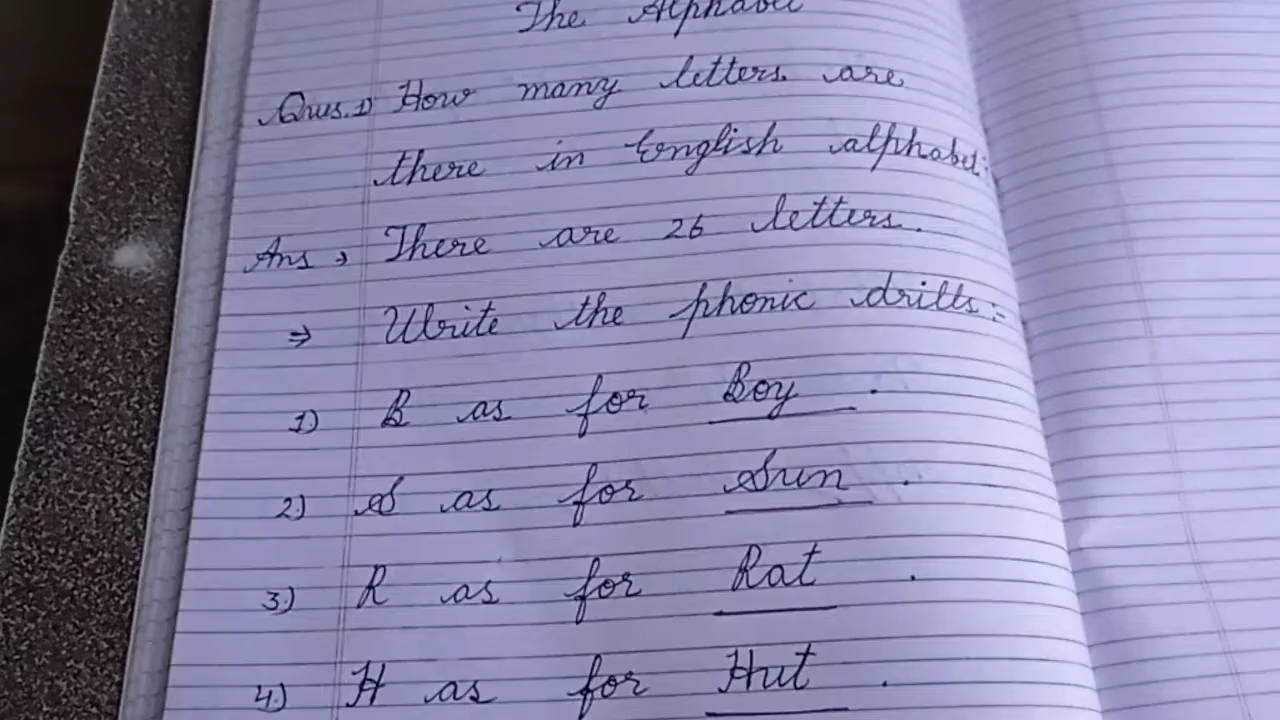 The Alphabet
Qus.1) How many letters are
there in English alphabet:
Ans → There are 26 letters.
⇒ Write the phonic drills:-
1) B as for Boy .
2) S as for Sun .
3) R as for Rat .
4) H as for Hut .